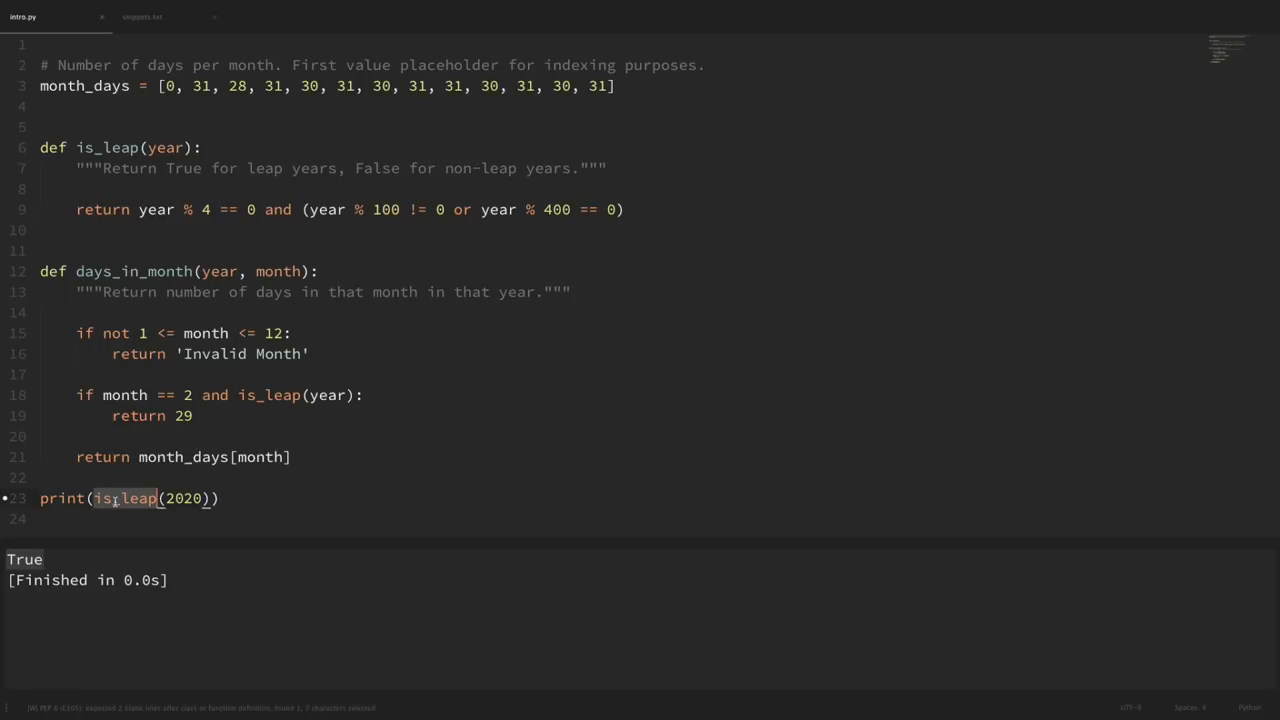 intro.py × snippets.txt ×
1
2 # Number of days per month. First value placeholder for indexing purposes.
3 month_days = [0, 31, 28, 31, 30, 31, 30, 31, 31, 30, 31, 30, 31]
4
5
6 def is_leap(year):
7 """Return True for leap years, False for non-leap years."""
8
9 return year % 4 == 0 and (year % 100 != 0 or year % 400 == 0)
10
11
12 def days_in_month(year, month):
13 """Return number of days in that month in that year."""
14
15 if not 1 <= month <= 12:
16 return 'Invalid Month'
17
18 if month == 2 and is_leap(year):
19 return 29
20
21 return month_days[month]
22
23 print(is_leap(2020))
24
True
[Finished in 0.0s]
[W] PEP 8 (E305): expected 2 blank lines after class or function definition, found 1, 7 characters selected UTF-8 Spaces: 4 Python